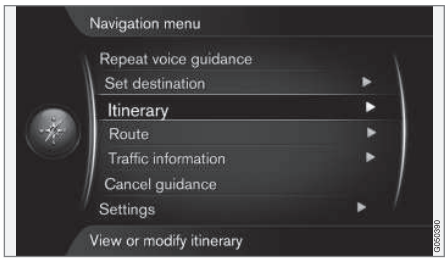 Navigation menu
Repeat voice guidance
Set destination
Itinerary
Route
Traffic information
Cancel guidance
Settings
View or modify itinerary
G050390